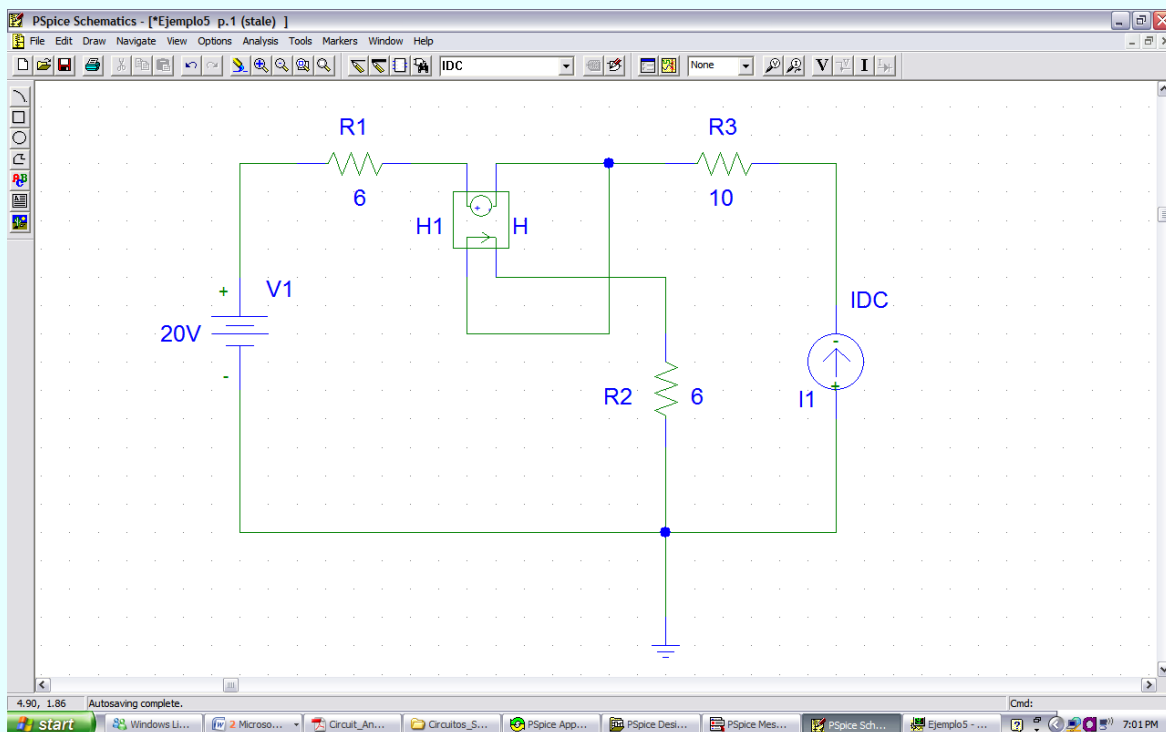 PSpice Schematics - [*Ejemplo5 p.1 (stale) ]
File Edit Draw Navigate View Options Analysis Tools Markers Window Help
IDC
None
V
I
R1
R3
6
10
H1
H
+
V1
20V
-
IDC
-
+
I1
R2
6
4.90, 1.86
Autosaving complete.
Cmd:
start
Windows Li...
2 Microso...
Circuit_An...
Circuitos_S...
PSpice App...
PSpice Desi...
PSpice Mes...
PSpice Sch...
Ejemplo5 - ...
7:01 PM